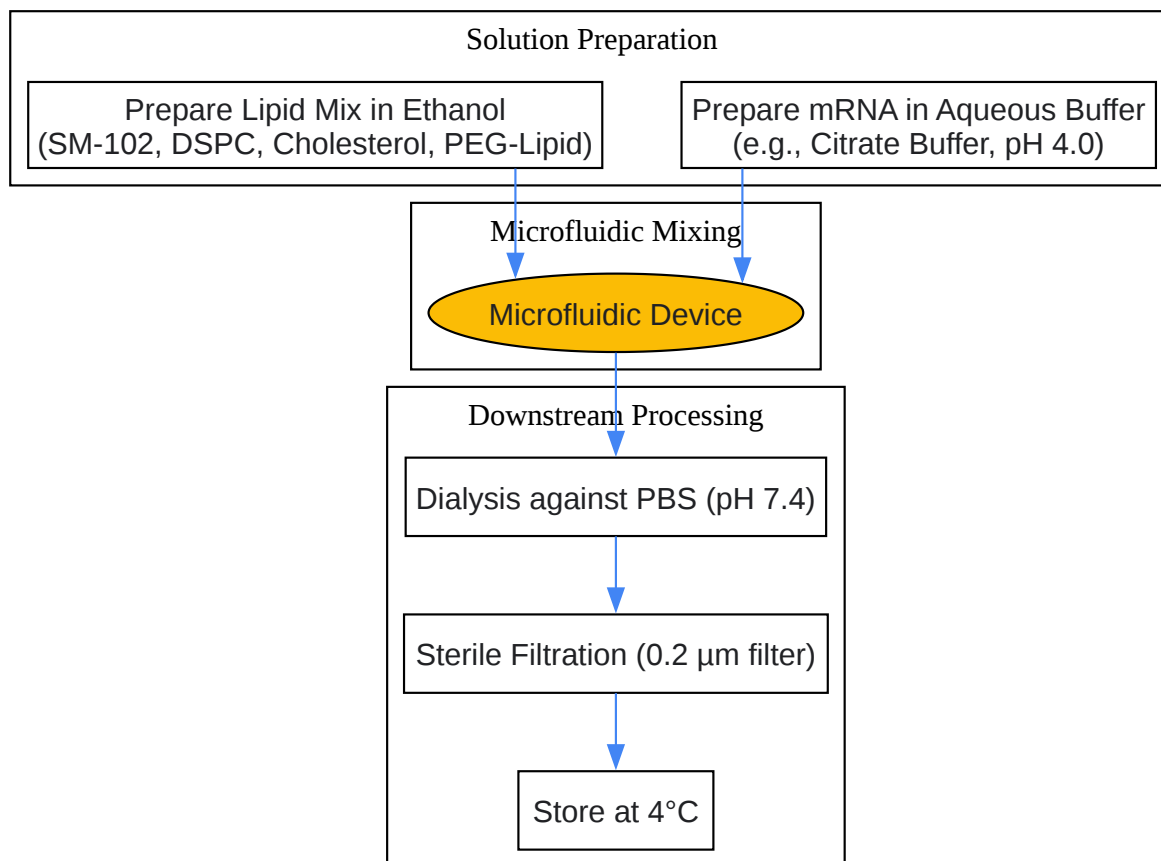 Solution Preparation
Prepare Lipid Mix in Ethanol
(SM-102, DSPC, Cholesterol, PEG-Lipid)
Prepare mRNA in Aqueous Buffer
(e.g., Citrate Buffer, pH 4.0)
Microfluidic Mixing
Microfluidic Device
Downstream Processing
Dialysis against PBS (pH 7.4)
Sterile Filtration (0.2 µm filter)
Store at 4°C